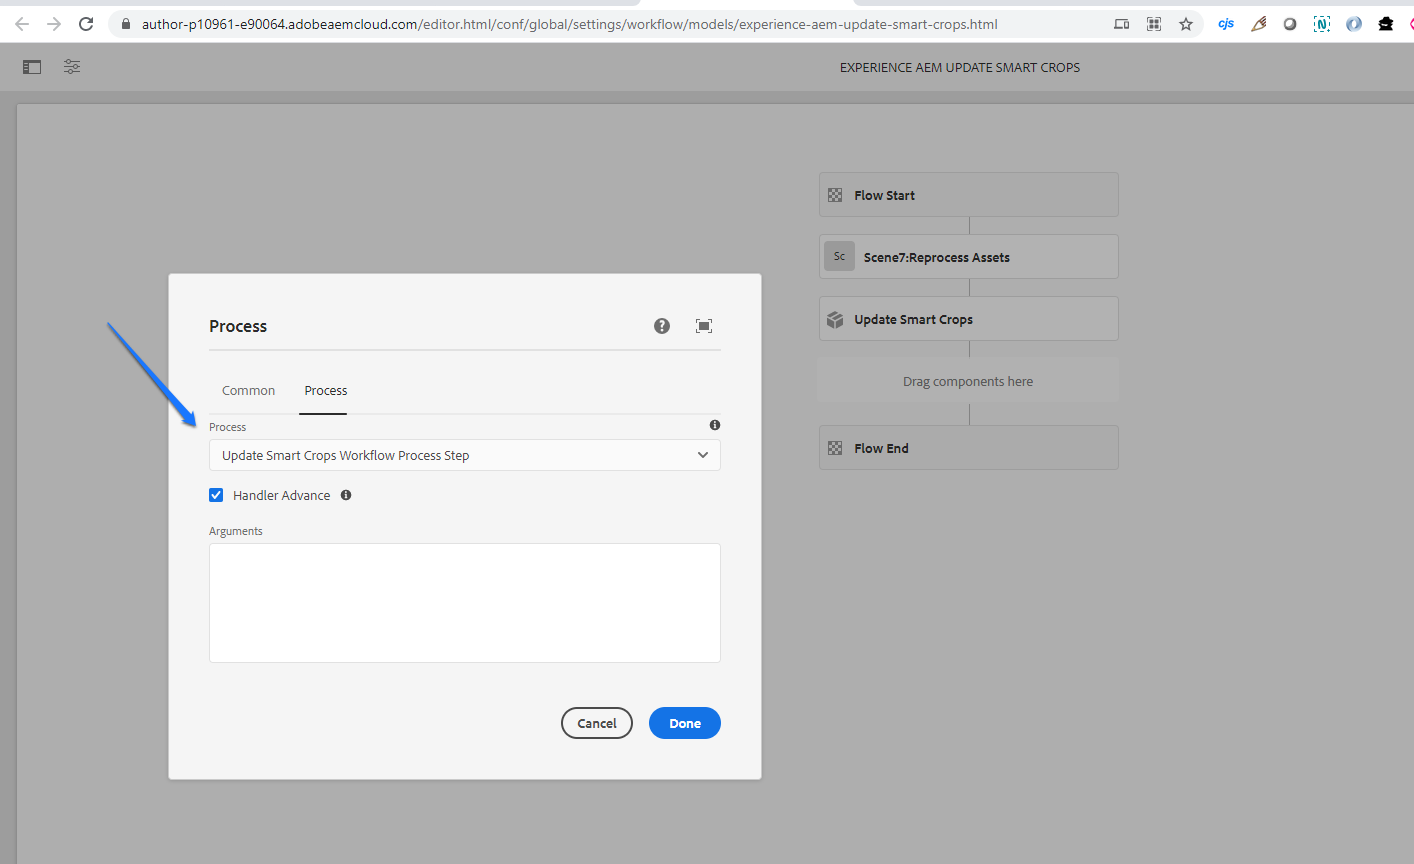 author-p10961-e90064.adobeaemcloud.com/editor.html/conf/global/settings/workflow/models/experience-aem-update-smart-crops.html
cjs
N
EXPERIENCE AEM UPDATE SMART CROPS
Flow Start
Sc Scene7:Reprocess Assets
Update Smart Crops
Drag components here
Flow End
Process
Common Process
Process
Update Smart Crops Workflow Process Step
Handler Advance
Arguments
Cancel Done